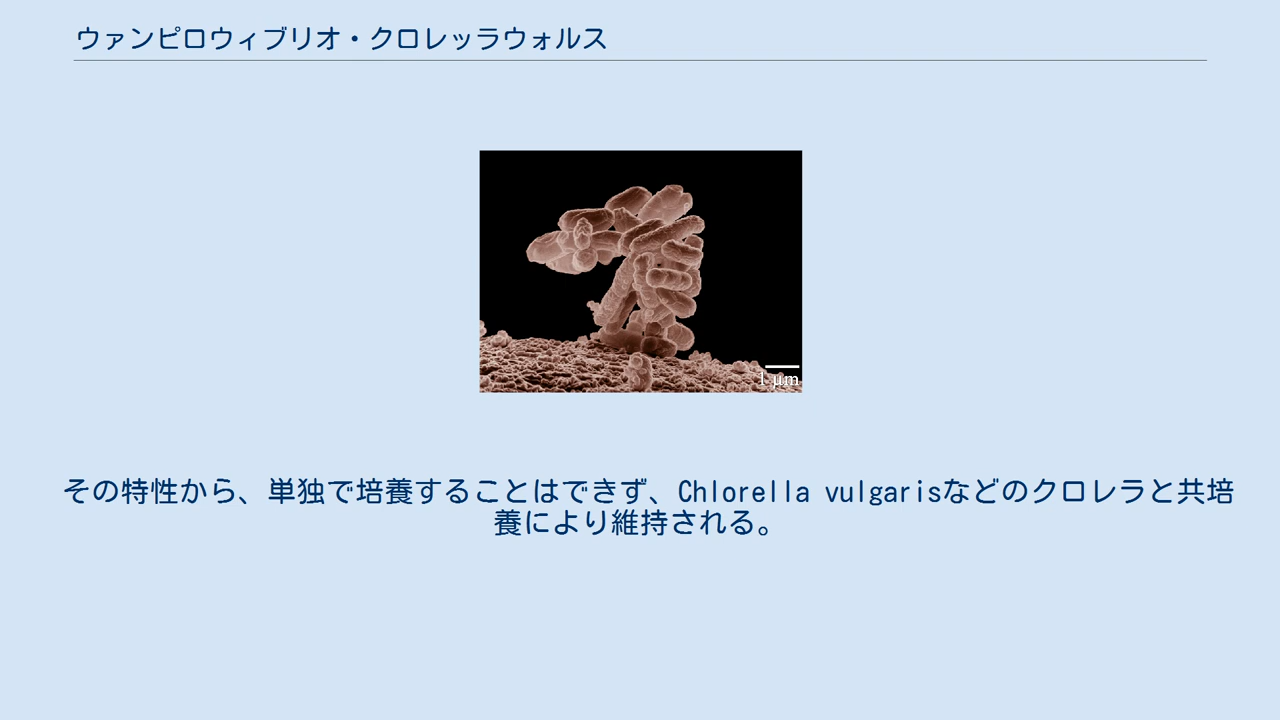 ウァンピロウィブリオ・クロレッラウォルス
1 μm
その特性から、単独で培養することはできず、Chlorella vulgarisなどのクロレラと共培
養により維持される。